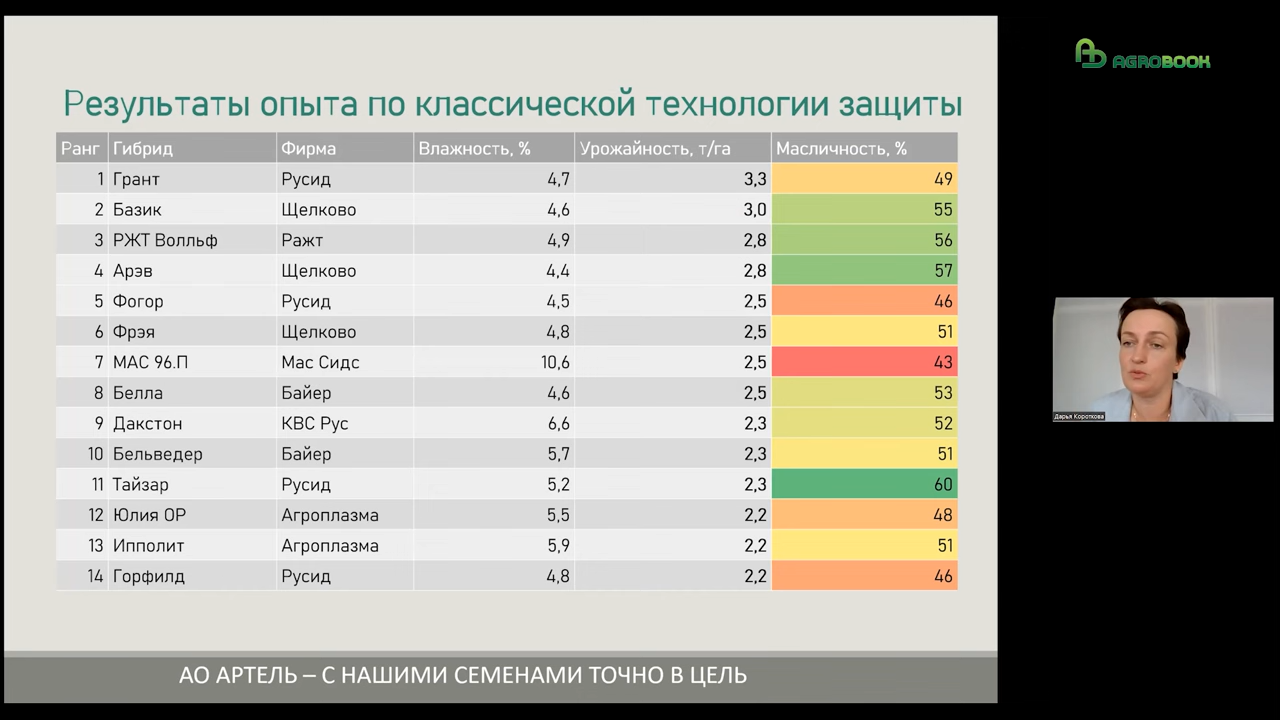 AGROBOOK
Результаты опыта по классической технологии защиты
Ранг Гибрид Фирма Влажность, % Урожайность, т/га Масличность, %
1 Грант Русид 4,7 3,3 49
2 Базик Щелково 4,6 3,0 55
3 РЖТ Волльф Ражт 4,9 2,8 56
4 Арэв Щелково 4,4 2,8 57
5 Фогор Русид 4,5 2,5 46
6 Фрэя Щелково 4,8 2,5 51
7 МАС 96.П Мас Сидс 10,6 2,5 43
8 Белла Байер 4,6 2,5 53
9 Дакстон КВС Рус 6,6 2,3 52
10 Бельведер Байер 5,7 2,3 51
11 Тайзар Русид 5,2 2,3 60
12 Юлия ОР Агроплазма 5,5 2,2 48
13 Ипполит Агроплазма 5,9 2,2 51
14 Горфилд Русид 4,8 2,2 46
Дарья Короткова
АО АРТЕЛЬ – С НАШИМИ СЕМЕНАМИ ТОЧНО В ЦЕЛЬ